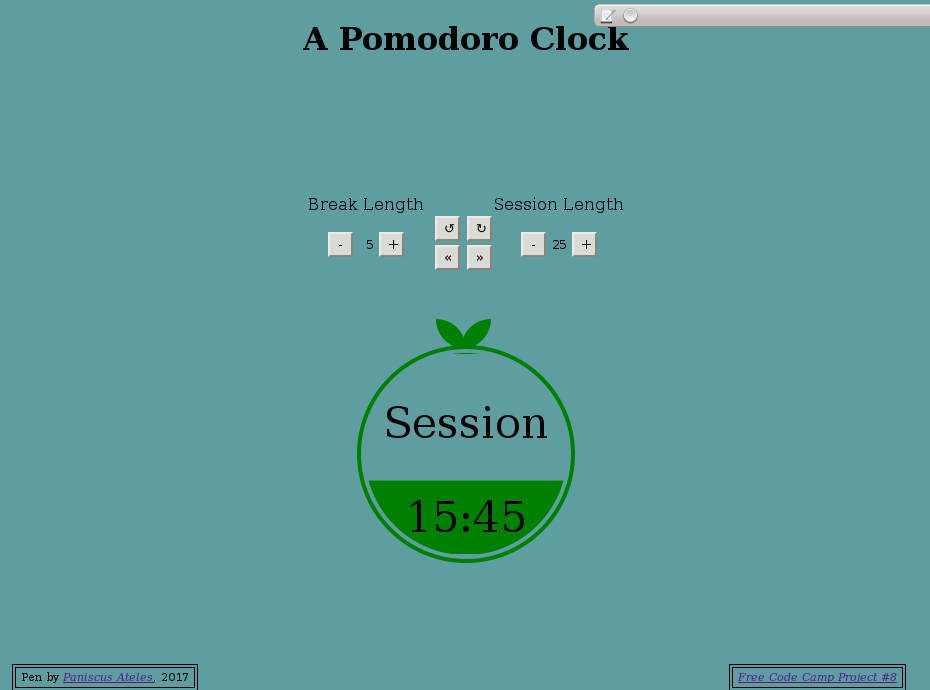 A Pomodoro Clock
Break Length
Session Length
- 5 +
↺ ↻
« »
- 25 +
Session
15:45
Pen by Paniscus Ateles, 2017
Free Code Camp Project #8